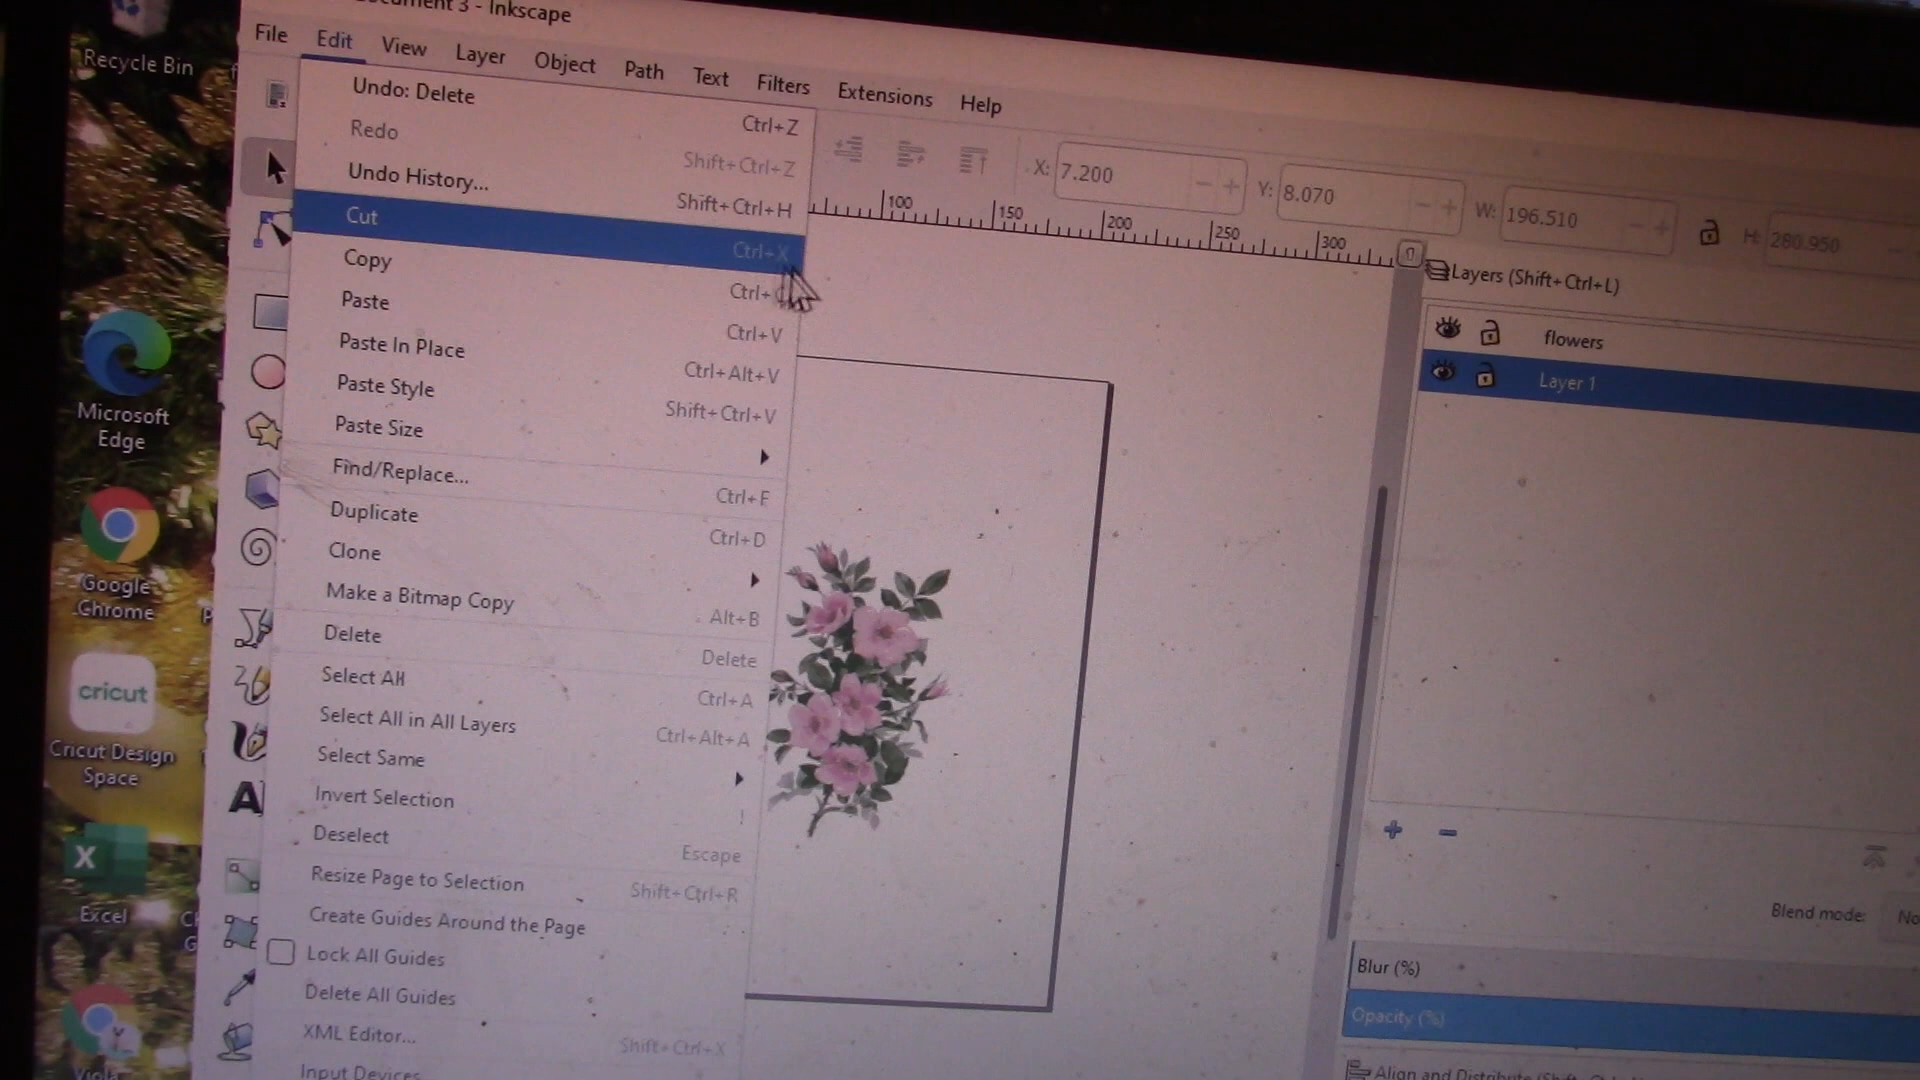 Document 3 - Inkscape
Recycle Bin
File Edit View Layer Object Path Text Filters Extensions Help
Undo: Delete Ctrl+Z
Redo Shift+Ctrl+Z
Undo History... Shift+Ctrl+H
Cut Ctrl+X
Copy Ctrl+
Paste Ctrl+V
Paste In Place Ctrl+Alt+V
Paste Style Shift+Ctrl+V
Paste Size
Find/Replace... Ctrl+F
Duplicate Ctrl+D
Clone
Make a Bitmap Copy Alt+B
Delete Delete
Select All Ctrl+A
Select All in All Layers Ctrl+Alt+A
Select Same
Invert Selection !
Deselect Escape
Resize Page to Selection Shift+Ctrl+R
Create Guides Around the Page
Lock All Guides
Delete All Guides
XML Editor... Shift+Ctrl+X
Input Devices
X: 7.200 Y: 8.070 W: 196.510 H: 280.950
100 150 200 250 300
Layers (Shift+Ctrl+L)
flowers
Layer 1
Blend mode: No
Blur (%)
Opacity (%)
Align and Distribute
Microsoft
Edge
Google
Chrome
cricut
Cricut Design
Space
Excel